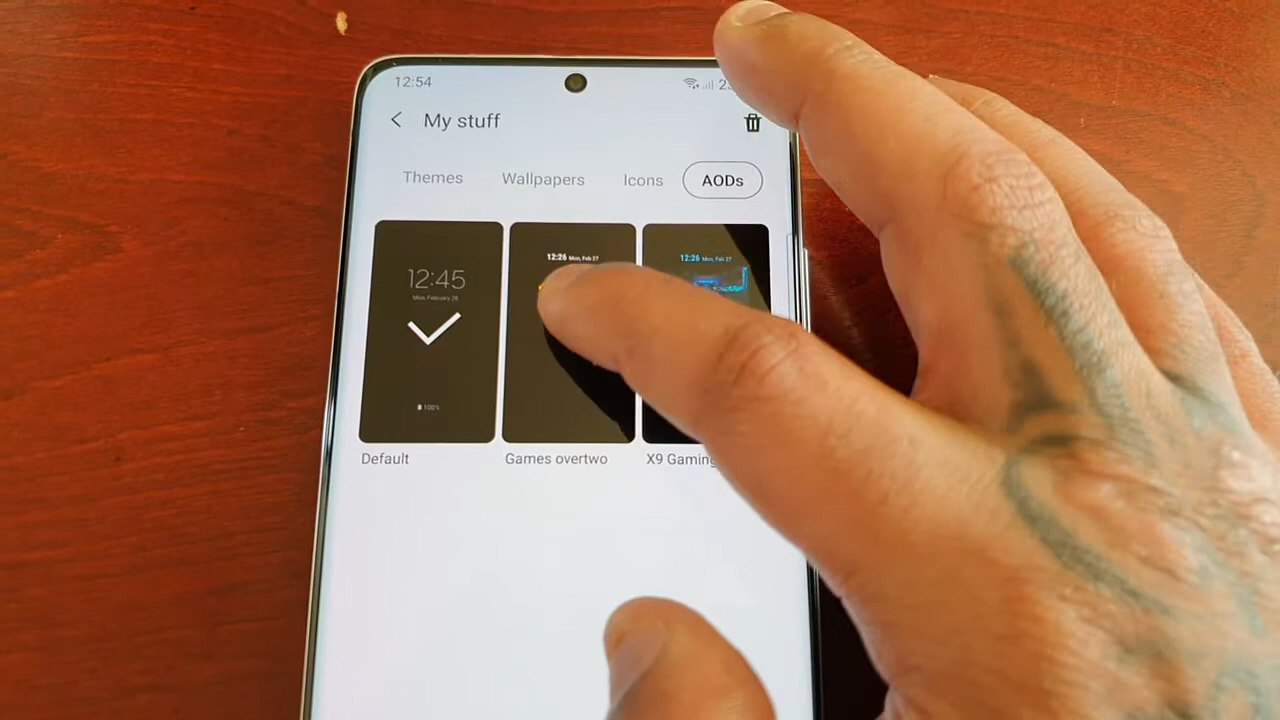 12:54
My stuff
Themes Wallpapers Icons AODs
12:45
Mon, February 28
100%
12:26 Mon, Feb 27
12:26 Mon, Feb 27
Default
Games overtwo
X9 Gaming